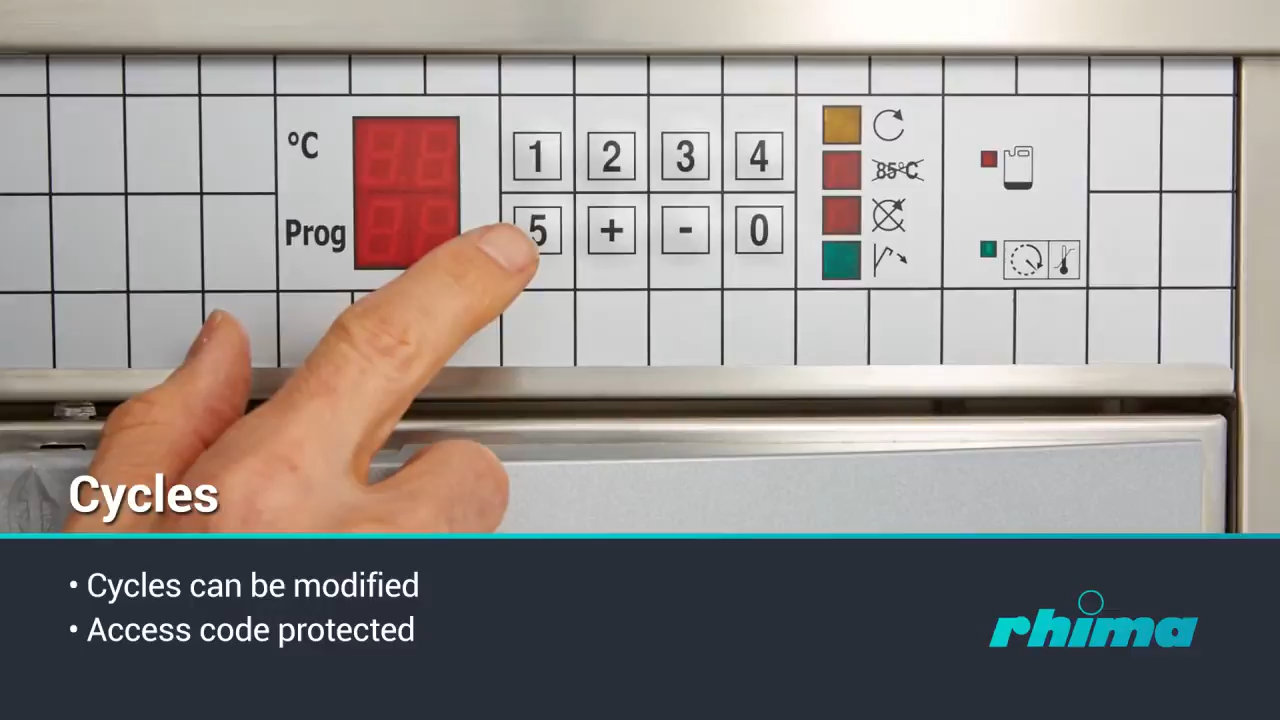 °C
Prog
1 2 3 4
5 + - 0
85°C
Cycles
• Cycles can be modified
• Access code protected
rhima